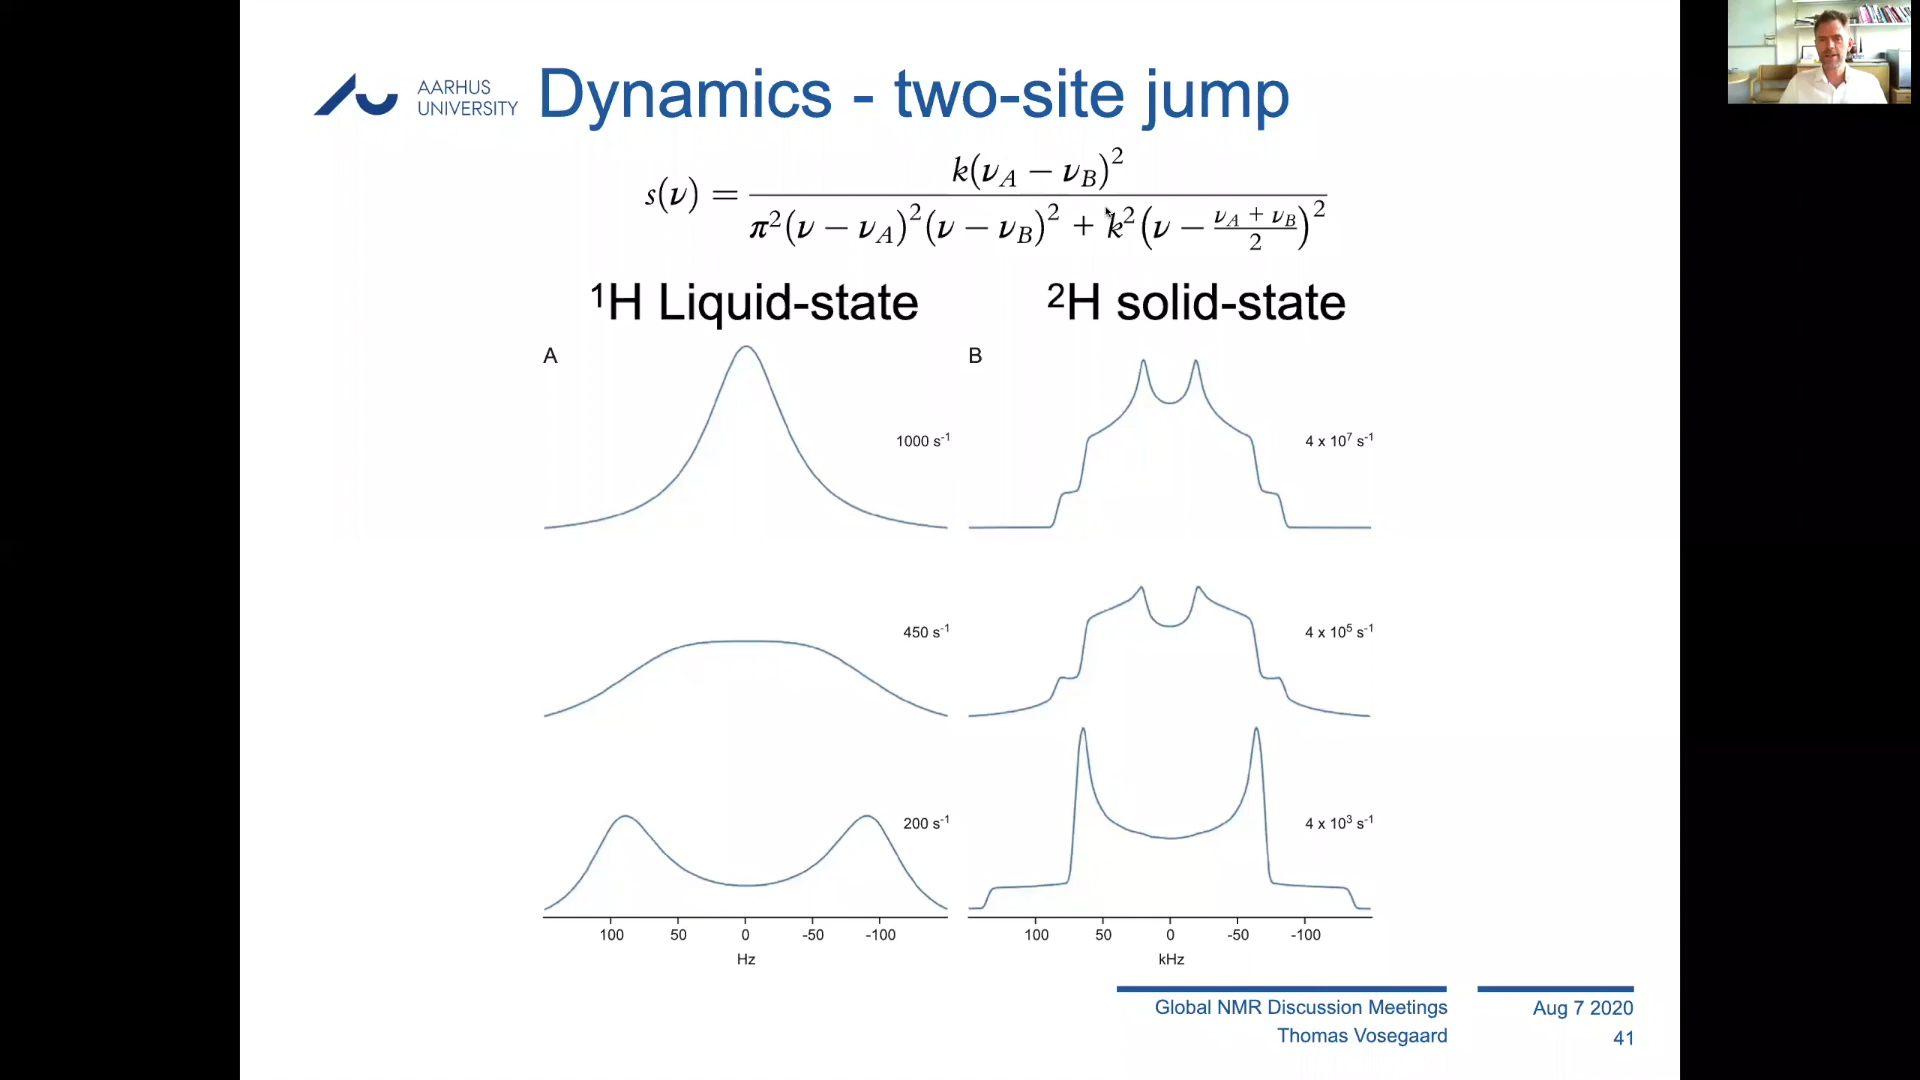 AARHUS
UNIVERSITY
Dynamics - two-site jump
s(ν) = k(ν_A − ν_B)² / (π²(ν − ν_A)²(ν − ν_B)² + k²(ν − (ν_A + ν_B)/2)²)
¹H Liquid-state
²H solid-state
A
B
1000 s⁻¹
4 x 10⁷ s⁻¹
450 s⁻¹
4 x 10⁵ s⁻¹
200 s⁻¹
4 x 10³ s⁻¹
100 50 0 -50 -100
Hz
100 50 0 -50 -100
kHz
Global NMR Discussion Meetings
Thomas Vosegaard
Aug 7 2020
41